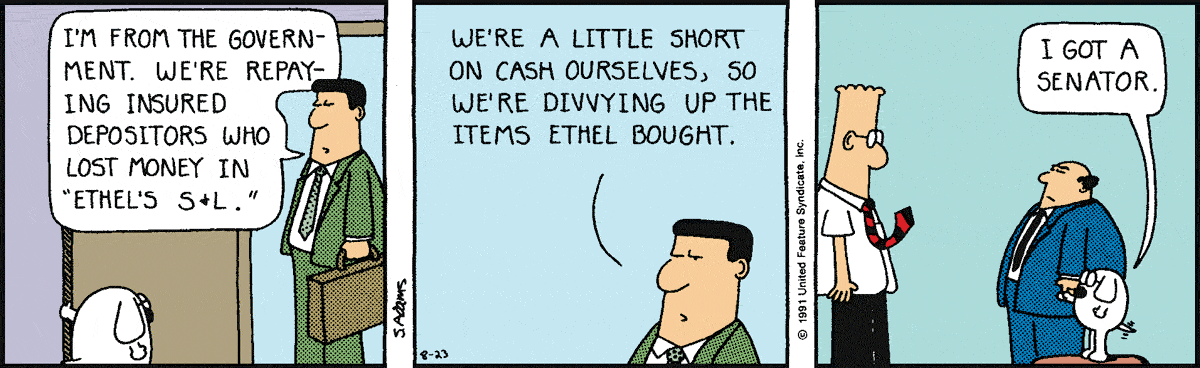 I'M FROM THE GOVERN-
MENT. WE'RE REPAY-
ING INSURED
DEPOSITORS WHO
LOST MONEY IN
"ETHEL'S S+L."
S. Adams
WE'RE A LITTLE SHORT
ON CASH OURSELVES, SO
WE'RE DIVVYING UP THE
ITEMS ETHEL BOUGHT.
8-23
© 1991 United Feature Syndicate, Inc.
I GOT A
SENATOR.